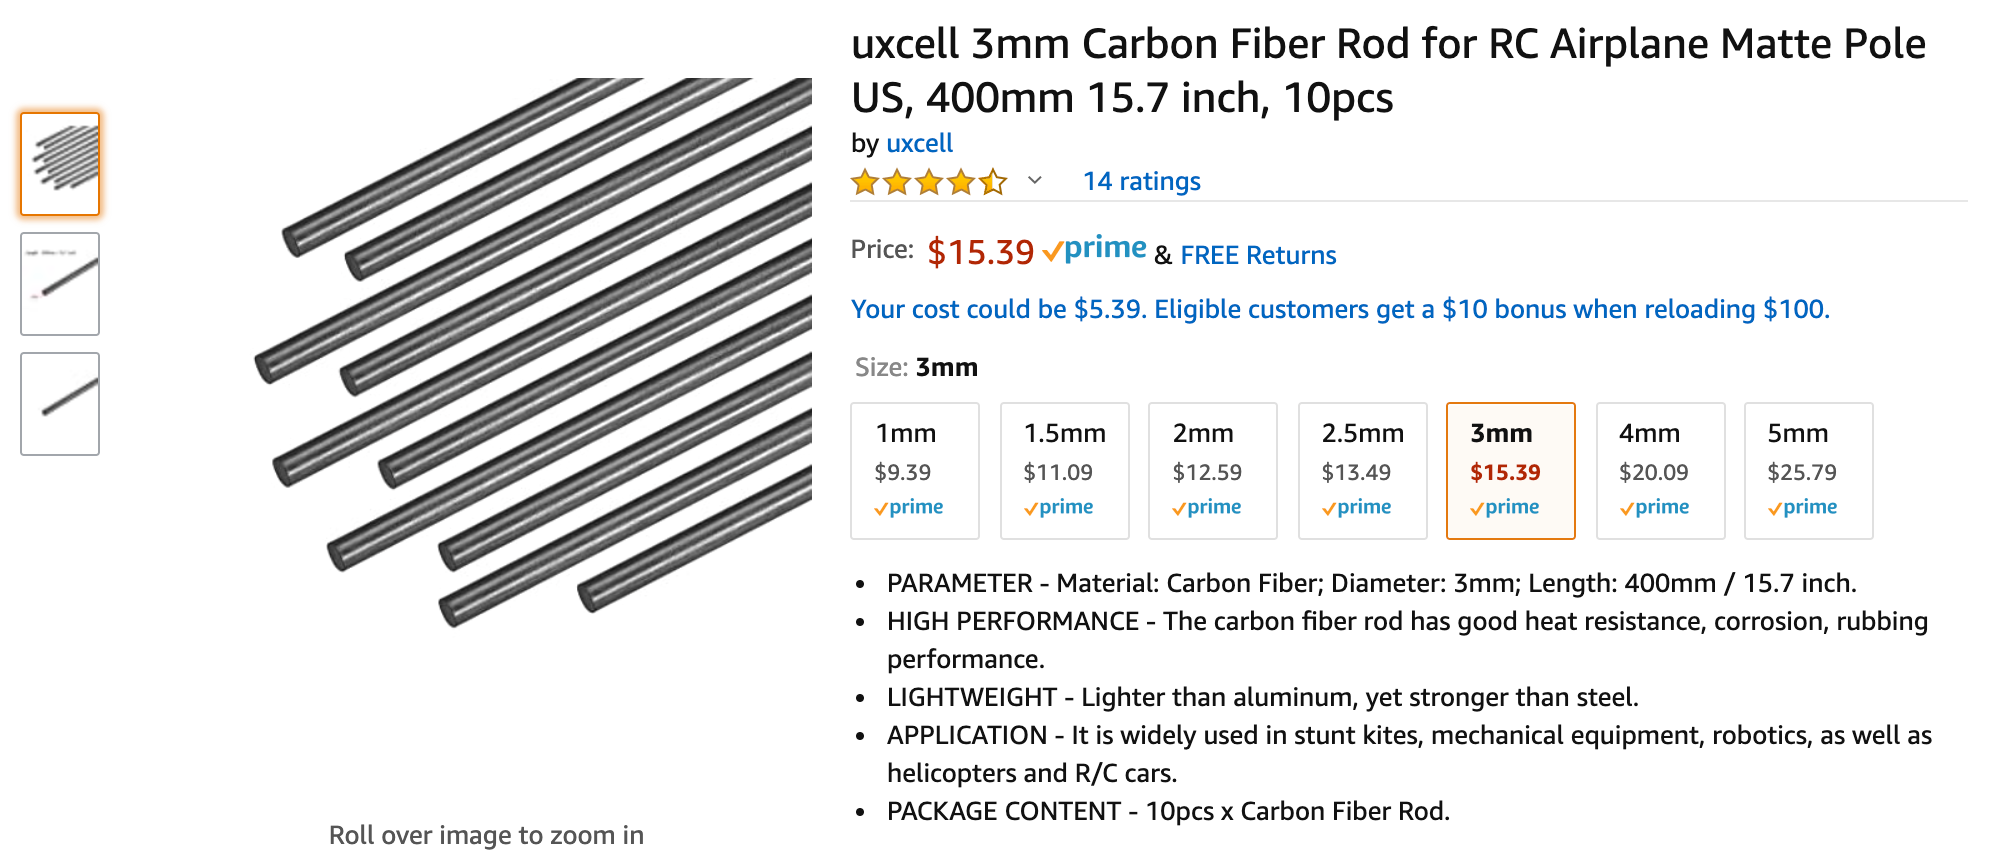 uxcell 3mm Carbon Fiber Rod for RC Airplane Matte Pole
US, 400mm 15.7 inch, 10pcs
by uxcell
14 ratings
Price: $15.39 prime & FREE Returns
Your cost could be $5.39. Eligible customers get a $10 bonus when reloading $100.
Size: 3mm
1mm 1.5mm 2mm 2.5mm 3mm 4mm 5mm
$9.39 $11.09 $12.59 $13.49 $15.39 $20.09 $25.79
prime prime prime prime prime prime prime
• PARAMETER - Material: Carbon Fiber; Diameter: 3mm; Length: 400mm / 15.7 inch.
• HIGH PERFORMANCE - The carbon fiber rod has good heat resistance, corrosion, rubbing
performance.
• LIGHTWEIGHT - Lighter than aluminum, yet stronger than steel.
• APPLICATION - It is widely used in stunt kites, mechanical equipment, robotics, as well as
helicopters and R/C cars.
• PACKAGE CONTENT - 10pcs x Carbon Fiber Rod.
Roll over image to zoom in